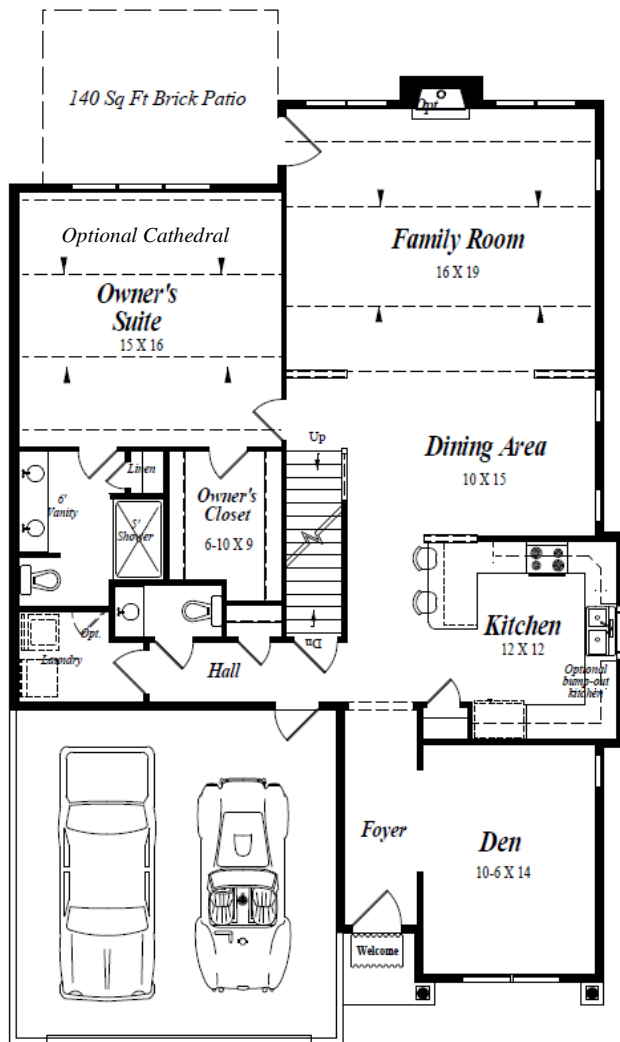 140 Sq Ft Brick Patio
Opt
Optional Cathedral
Family Room
16 X 19
Owner's
Suite
15 X 16
Up
Dining Area
10 X 15
Linen
6'
Vanity
5'
Shower
Owner's
Closet
6-10 X 9
Kitchen
12 X 12
Opt.
Laundry
Hall
Dn
Optional
bump-out
kitchen
Foyer
Den
10-6 X 14
Welcome